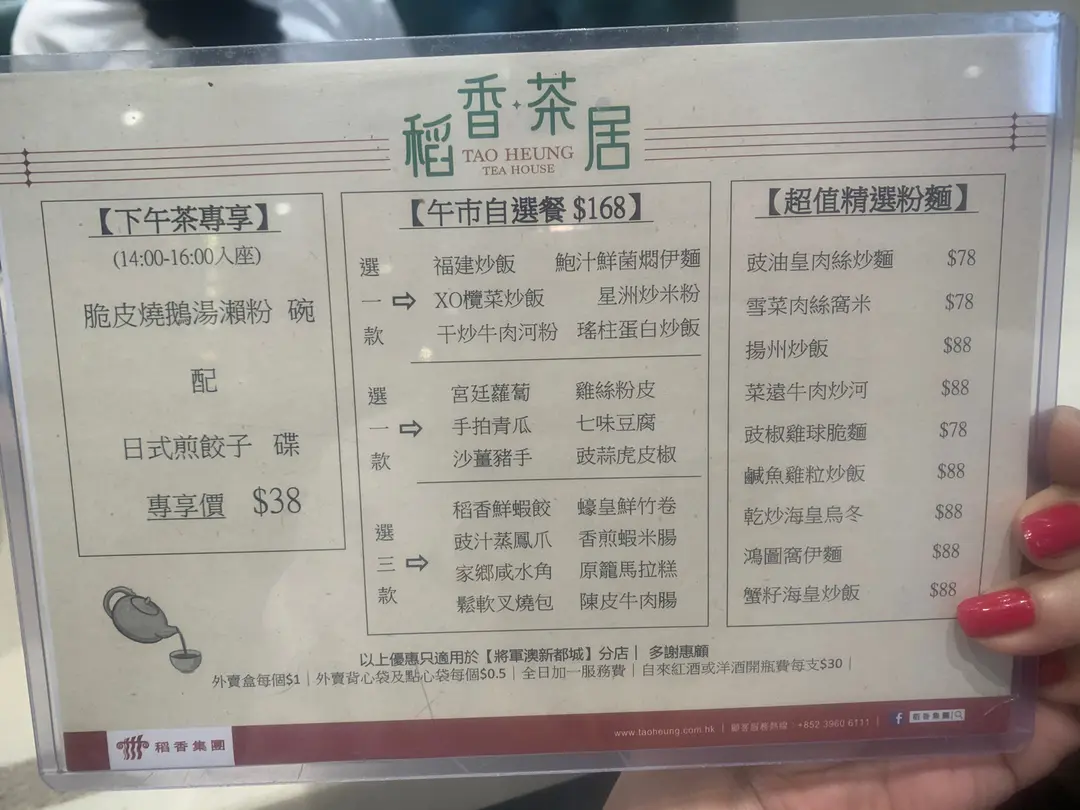 稻香·茶居
TAO HEUNG
TEA HOUSE
【下午茶專享】
(14:00-16:00入座)
脆皮燒鵝湯瀨粉 碗
配
日式煎餃子 碟
專享價 $38
【午市自選餐 $168】
選一款
福建炒飯 鮑汁鮮菌燜伊麵
XO欖菜炒飯 星洲炒米粉
干炒牛肉河粉 瑤柱蛋白炒飯
選一款
宮廷蘿蔔 雞絲粉皮
手拍青瓜 七味豆腐
沙薑豬手 豉蒜虎皮椒
選三款
稻香鮮蝦餃 蠔皇鮮竹卷
豉汁蒸鳳爪 香煎蝦米腸
家鄉咸水角 原籠馬拉糕
鬆軟叉燒包 陳皮牛肉腸
【超值精選粉麵】
豉油皇肉絲炒麵 $78
雪菜肉絲窩米 $78
揚州炒飯 $88
菜遠牛肉炒河 $88
豉椒雞球脆麵 $78
鹹魚雞粒炒飯 $88
乾炒海皇烏冬 $88
鴻圖窩伊麵 $88
蟹籽海皇炒飯 $88
以上優惠只適用於【將軍澳新都城】分店｜ 多謝惠顧
外賣盒每個$1｜外賣背心袋及點心袋每個$0.5｜全日加一服務費｜自來紅酒或洋酒開瓶費每支$30｜
稻香集團
www.taoheung.com.hk ｜ 顧客服務熱線：+852 3960 6111 ｜ f 稻香集團